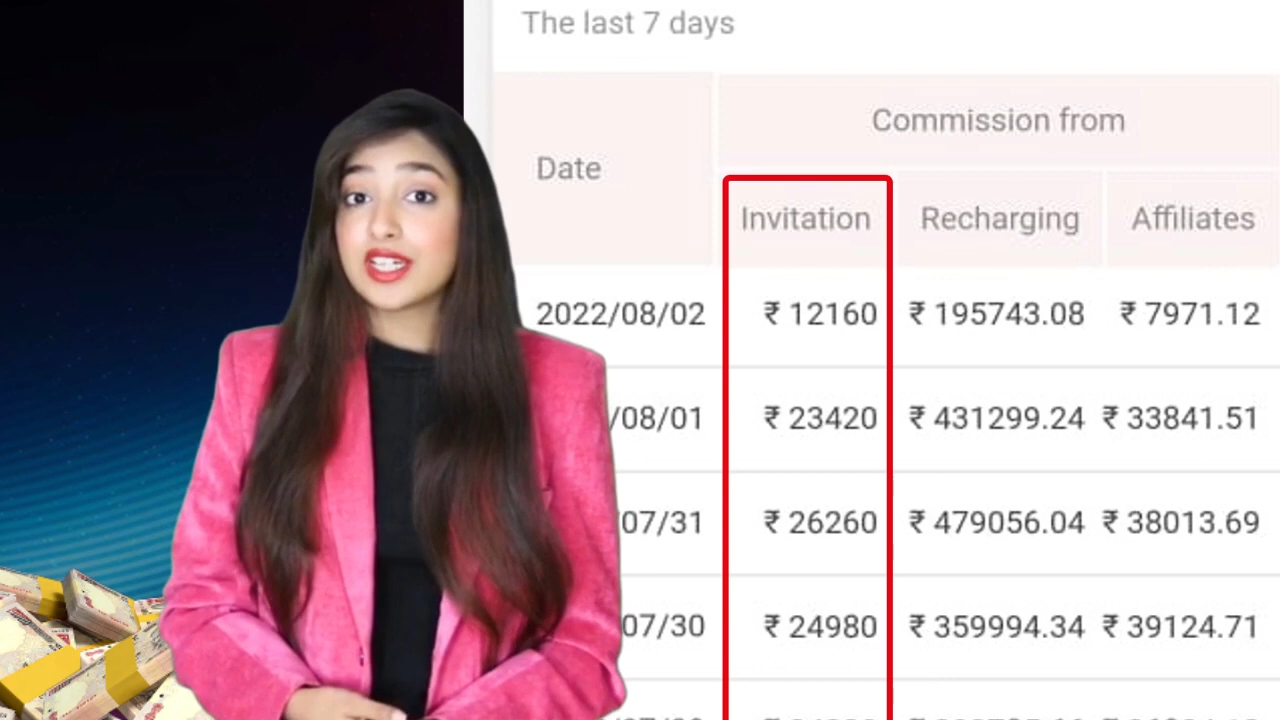 The last 7 days
Commission from
Date
Invitation Recharging Affiliates
2022/08/02 ₹ 12160 ₹ 195743.08 ₹ 7971.12
/08/01 ₹ 23420 ₹ 431299.24 ₹ 33841.51
/07/31 ₹ 26260 ₹ 479056.04 ₹ 38013.69
07/30 ₹ 24980 ₹ 359994.34 ₹ 39124.71